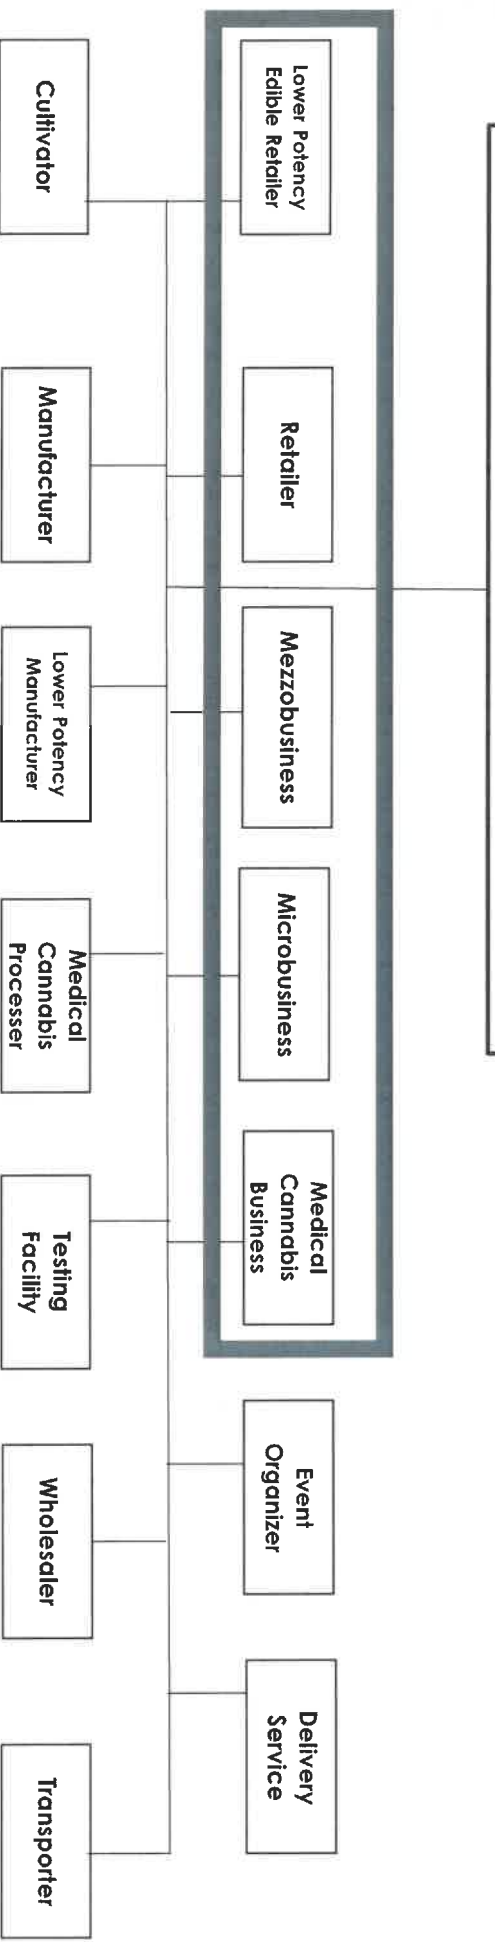 Lower Potency
Edible Retailer
Retailer
Mezzobusiness
Microbusiness
Medical
Cannabis
Business
Event
Organizer
Delivery
Service
Cultivator
Manufacturer
Lower Potency
Manufacturer
Medical
Cannabis
Processer
Testing
Facility
Wholesaler
Transporter